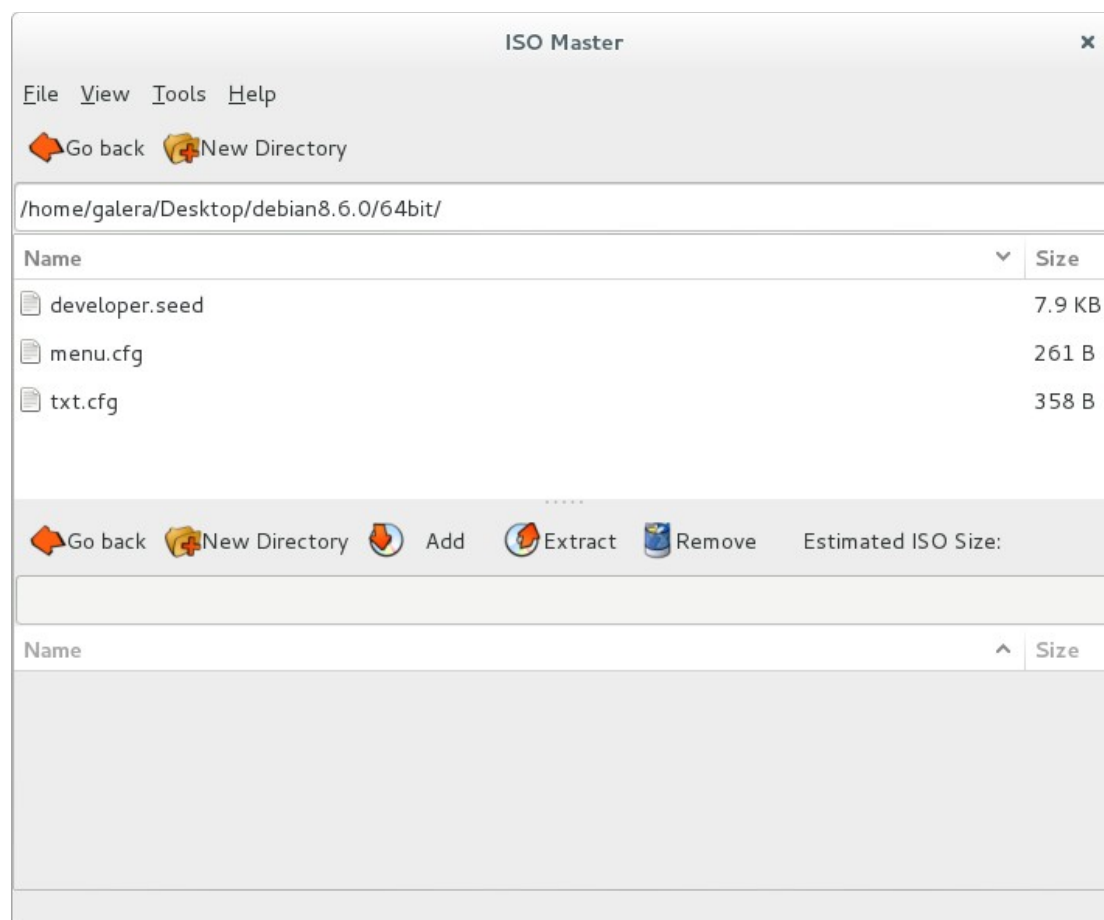 ISO Master
File View Tools Help
Go back New Directory
/home/galera/Desktop/debian8.6.0/64bit/
Name Size
developer.seed 7.9 KB
menu.cfg 261 B
txt.cfg 358 B
Go back New Directory Add Extract Remove Estimated ISO Size:
Name Size